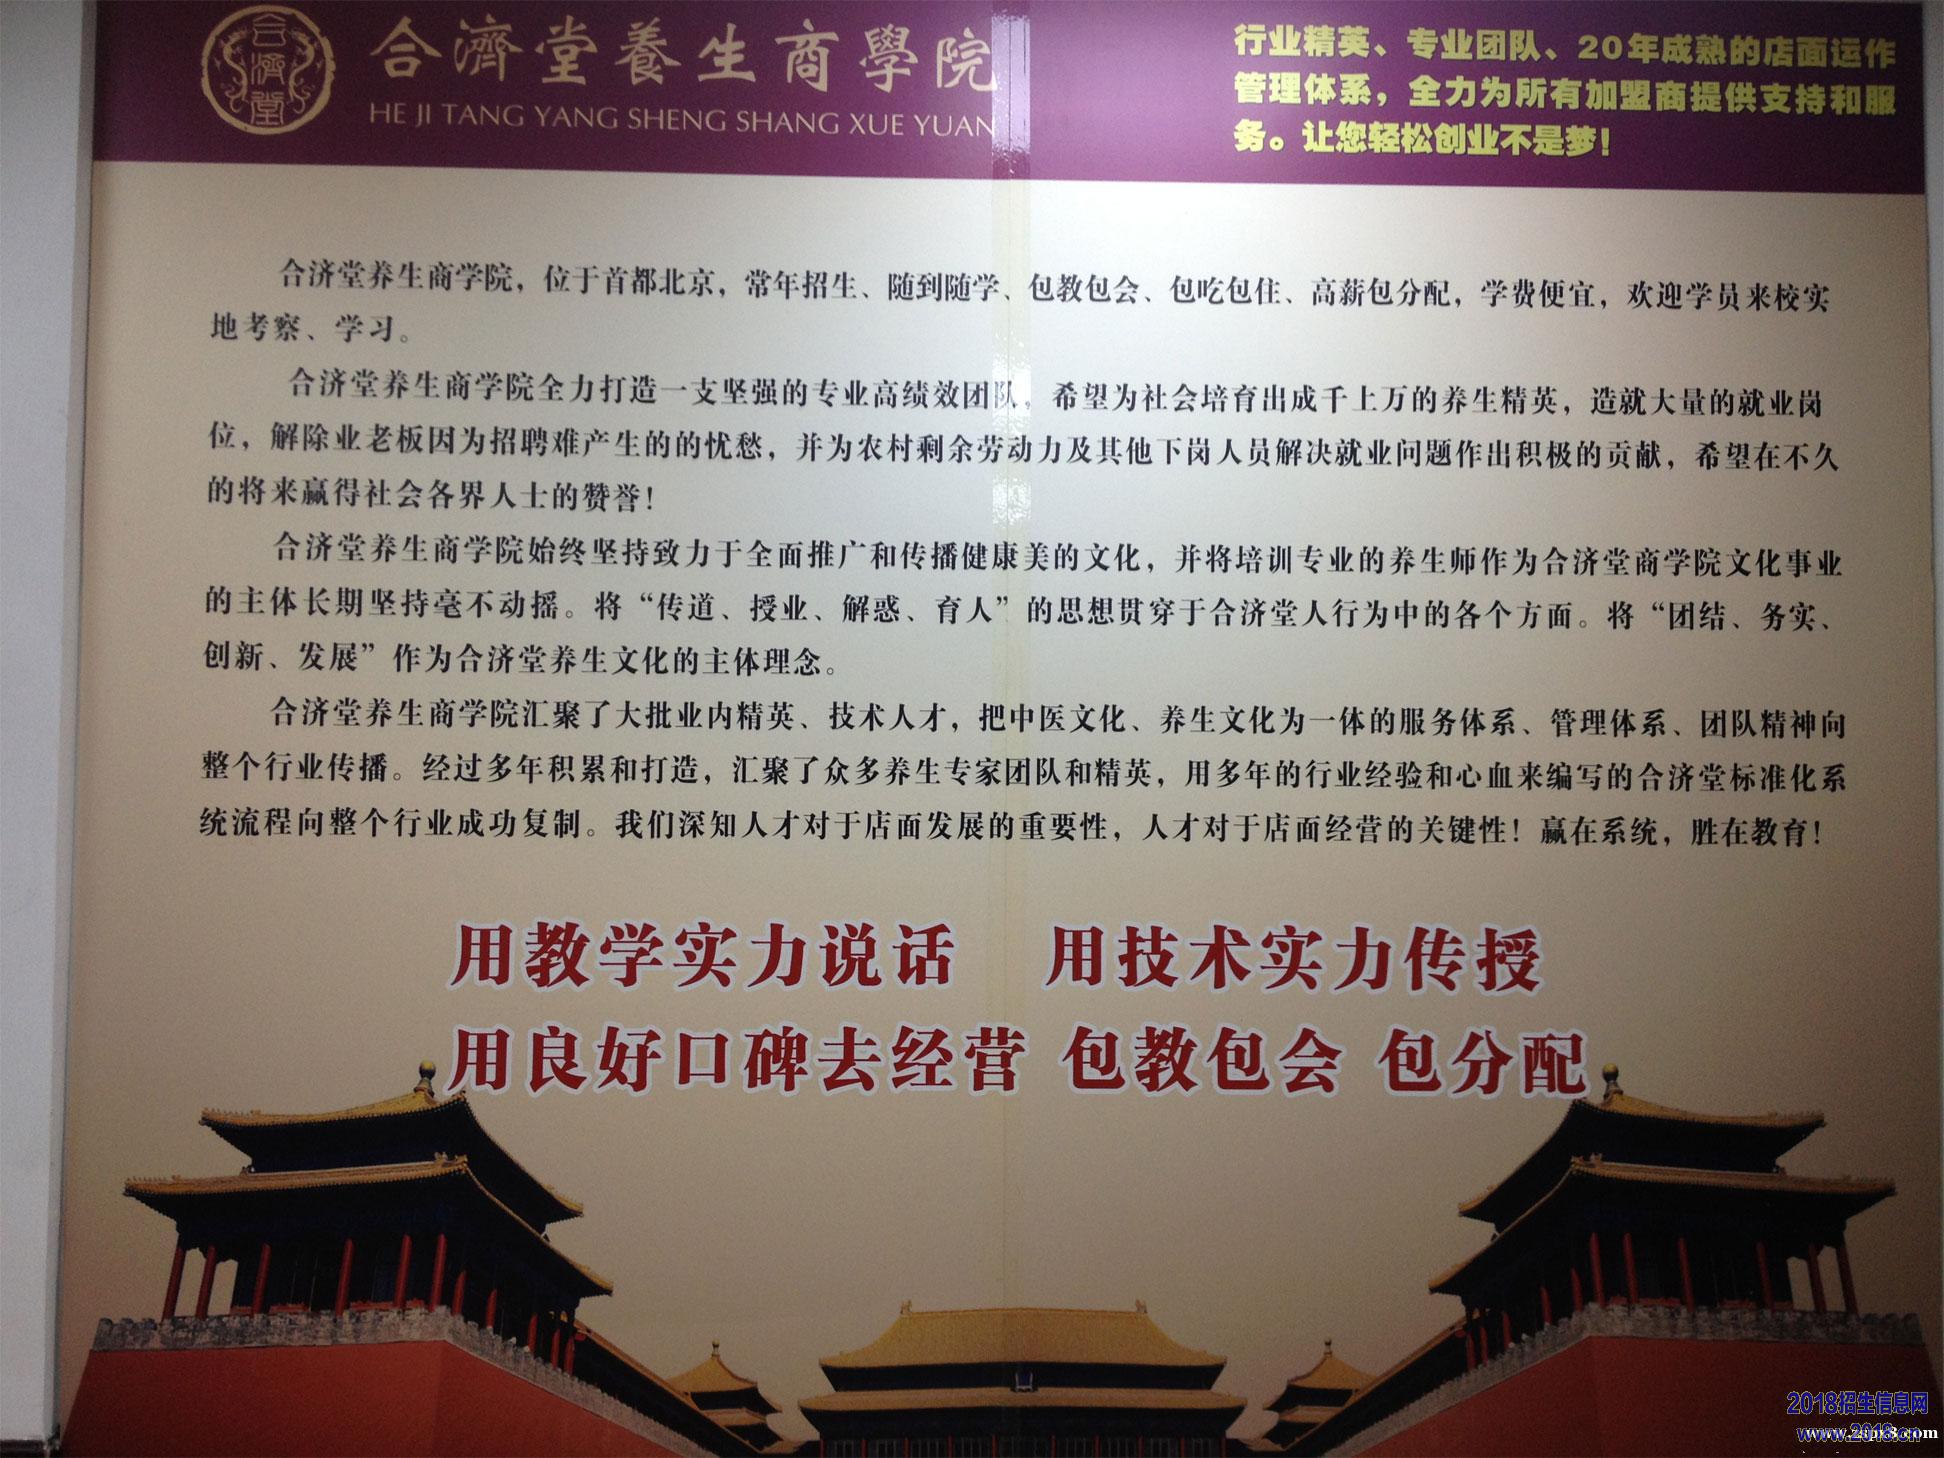 合濟堂
合濟堂養生商學院
HE JI TANG YANG SHENG SHANG XUE YUAN
行业精英、专业团队、20年成熟的店面运作
管理体系，全力为所有加盟商提供支持和服
务。让您轻松创业不是梦！
合济堂养生商学院，位于首都北京，常年招生、随到随学、包教包会、包吃包住、高薪包分配，学费便宜，欢迎学员来校实
地考察、学习。
合济堂养生商学院全力打造一支坚强的专业高绩效团队，希望为社会培育出成千上万的养生精英，造就大量的就业岗
位，解除业老板因为招聘难产生的的忧愁，并为农村剩余劳动力及其他下岗人员解决就业问题作出积极的贡献，希望在不久
的将来赢得社会各界人士的赞誉！
合济堂养生商学院始终坚持致力于全面推广和传播健康美的文化，并将培训专业的养生师作为合济堂商学院文化事业
的主体长期坚持毫不动摇。将“传道、授业、解惑、育人”的思想贯穿于合济堂人行为中的各个方面。将“团结、务实、
创新、发展”作为合济堂养生文化的主体理念。
合济堂养生商学院汇聚了大批业内精英、技术人才，把中医文化、养生文化为一体的服务体系、管理体系、团队精神向
整个行业传播。经过多年积累和打造，汇聚了众多养生专家团队和精英，用多年的行业经验和心血来编写的合济堂标准化系
统流程向整个行业成功复制。我们深知人才对于店面发展的重要性，人才对于店面经营的关键性！赢在系统，胜在教育！
用教学实力说话 用技术实力传授
用良好口碑去经营 包教包会 包分配
2018招生信息网